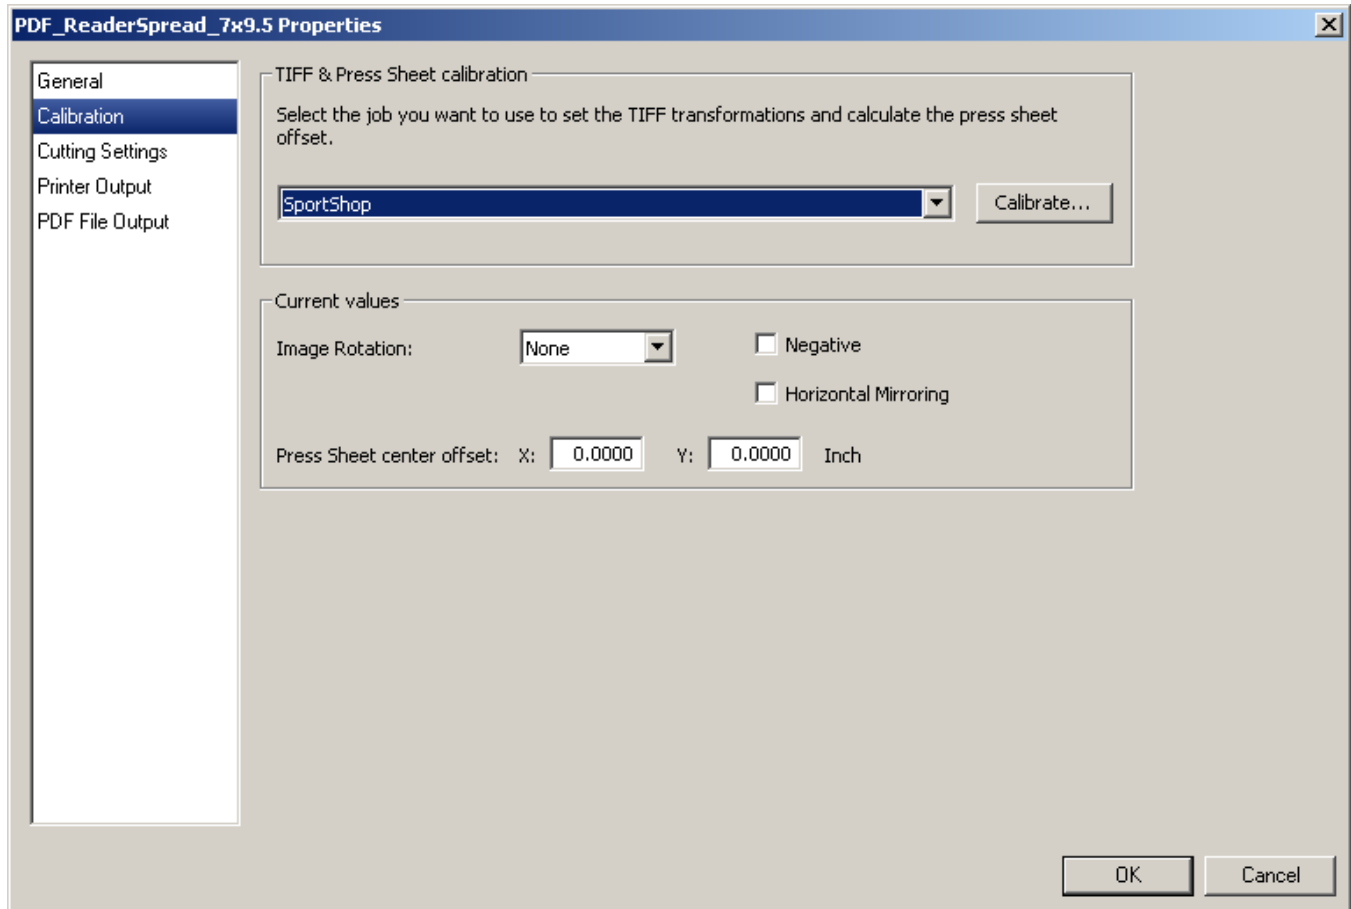 PDF_ReaderSpread_7x9.5 Properties
General
Calibration
Cutting Settings
Printer Output
PDF File Output
TIFF & Press Sheet calibration
Select the job you want to use to set the TIFF transformations and calculate the press sheet
offset.
SportShop
Calibrate...
Current values
Image Rotation: None Negative
Horizontal Mirroring
Press Sheet center offset: X: 0.0000 Y: 0.0000 Inch
OK Cancel